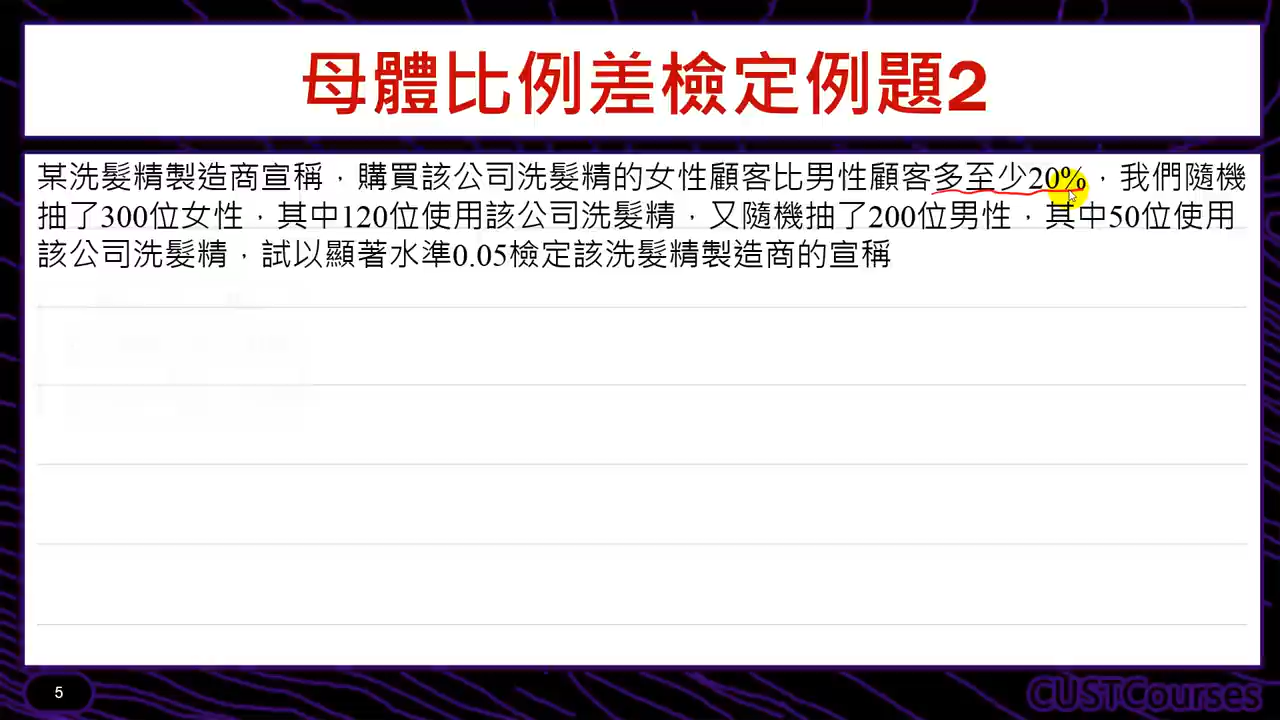 母體比例差檢定例題2
某洗髮精製造商宣稱，購買該公司洗髮精的女性顧客比男性顧客多至少20%，我們隨機
抽了300位女性，其中120位使用該公司洗髮精，又隨機抽了200位男性，其中50位使用
該公司洗髮精，試以顯著水準0.05檢定該洗髮精製造商的宣稱
5
CUSTCourses